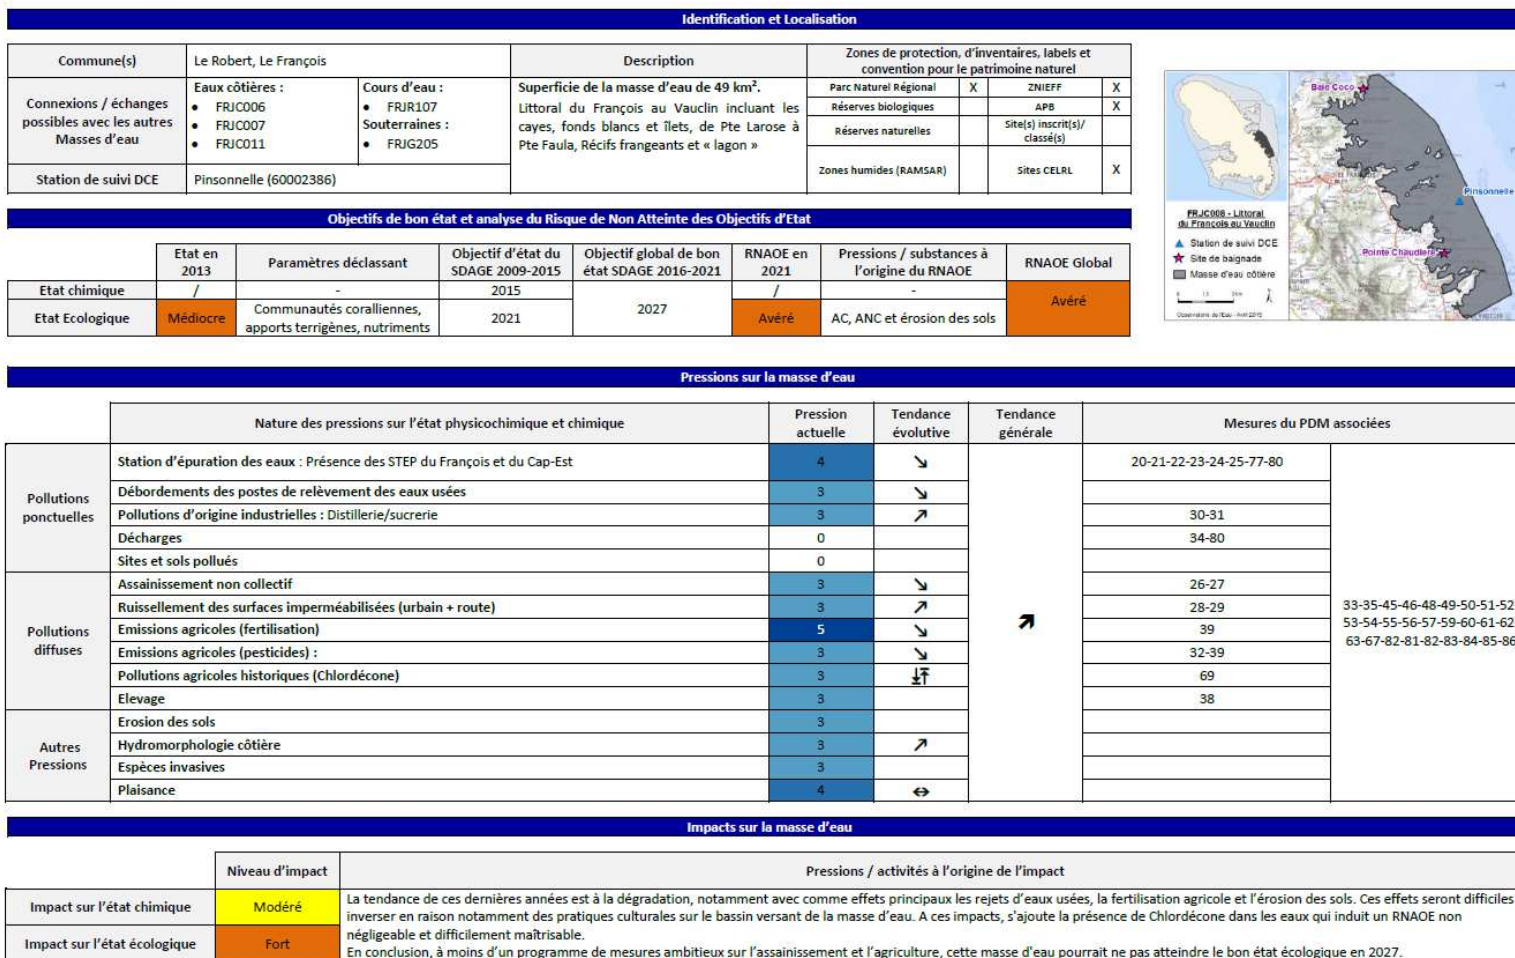 Identification et Localisation
Commune(s)
Le Robert, Le François
Description
Zones de protection, d'inventaires, labels et
convention pour le patrimoine naturel
Connexions / échanges
possibles avec les autres
Masses d'eau
Eaux côtières :
• FRJC006
• FRJC007
• FRJC011
Cours d'eau :
• FRJR107
Souterraines :
• FRJG205
Superficie de la masse d'eau de 49 km².
Littoral du François au Vauclin incluant les
cayes, fonds blancs et îlets, de Pte Larose à
Pte Faula, Récifs frangeants et « lagon »
Parc Naturel Régional X ZNIEFF X
Réserves biologiques APB X
Réserves naturelles Site(s) inscrit(s)/
classé(s)
Zones humides (RAMSAR) Sites CELRL X
Station de suivi DCE
Pinsonnelle (60002386)
Baie Coco
Pinsonnelle
Pointe Chaudière
FRJC008 - Littoral
du François au Vauclin
Station de suivi DCE
Site de baignade
Masse d'eau côtière
Observatoire de l'Eau - Avril 2015
Objectifs de bon état et analyse du Risque de Non Atteinte des Objectifs d'Etat
Etat en
2013
Paramètres déclassant
Objectif d'état du
SDAGE 2009-2015
Objectif global de bon
état SDAGE 2016-2021
RNAOE en
2021
Pressions / substances à
l'origine du RNAOE
RNAOE Global
Etat chimique / - 2015 / -
2027
Avéré
Etat Ecologique Médiocre
Communautés coralliennes,
apports terrigènes, nutriments
2021 Avéré AC, ANC et érosion des sols
Pressions sur la masse d'eau
Nature des pressions sur l'état physicochimique et chimique
Pression
actuelle
Tendance
évolutive
Tendance
générale
Mesures du PDM associées
Pollutions
ponctuelles
Station d'épuration des eaux : Présence des STEP du François et du Cap-Est 4 ↘ 20-21-22-23-24-25-77-80
Débordements des postes de relèvement des eaux usées 3 ↘
Pollutions d'origine industrielles : Distillerie/sucrerie 3 ↗ 30-31
Décharges 0 34-80
Sites et sols pollués 0
Pollutions
diffuses
Assainissement non collectif 3 ↘ 26-27
Ruissellement des surfaces imperméabilisées (urbain + route) 3 ↗ 28-29
Emissions agricoles (fertilisation) 5 ↘ 39
Emissions agricoles (pesticides) : 3 ↘ 32-39
Pollutions agricoles historiques (Chlordécone) 3 69
Elevage 3 38
↗
33-35-45-46-48-49-50-51-52
53-54-55-56-57-59-60-61-62
63-67-82-81-82-83-84-85-86
Autres
Pressions
Erosion des sols 3
Hydromorphologie côtière 3 ↗
Espèces invasives 3
Plaisance 4 ↔
Impacts sur la masse d'eau
Niveau d'impact
Pressions / activités à l'origine de l'impact
Impact sur l'état chimique Modéré
Impact sur l'état écologique Fort
La tendance de ces dernières années est à la dégradation, notamment avec comme effets principaux les rejets d'eaux usées, la fertilisation agricole et l'érosion des sols. Ces effets seront difficiles
inverser en raison notamment des pratiques culturales sur le bassin versant de la masse d'eau. A ces impacts, s'ajoute la présence de Chlordécone dans les eaux qui induit un RNAOE non
négligeable et difficilement maîtrisable.
En conclusion, à moins d'un programme de mesures ambitieux sur l'assainissement et l'agriculture, cette masse d'eau pourrait ne pas atteindre le bon état écologique en 2027.